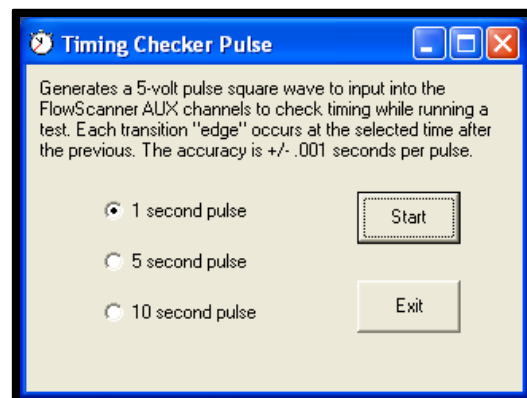 Timing Checker Pulse
Generates a 5-volt pulse square wave to input into the
FlowScanner AUX channels to check timing while running a
test. Each transition "edge" occurs at the selected time after
the previous. The accuracy is +/- .001 seconds per pulse.
1 second pulse
Start
5 second pulse
10 second pulse
Exit